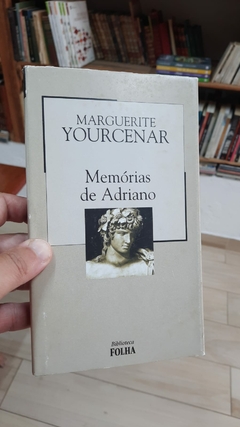 MARGUERITE
YOURCENAR
Memórias
de Adriano
Biblioteca
FOLHA